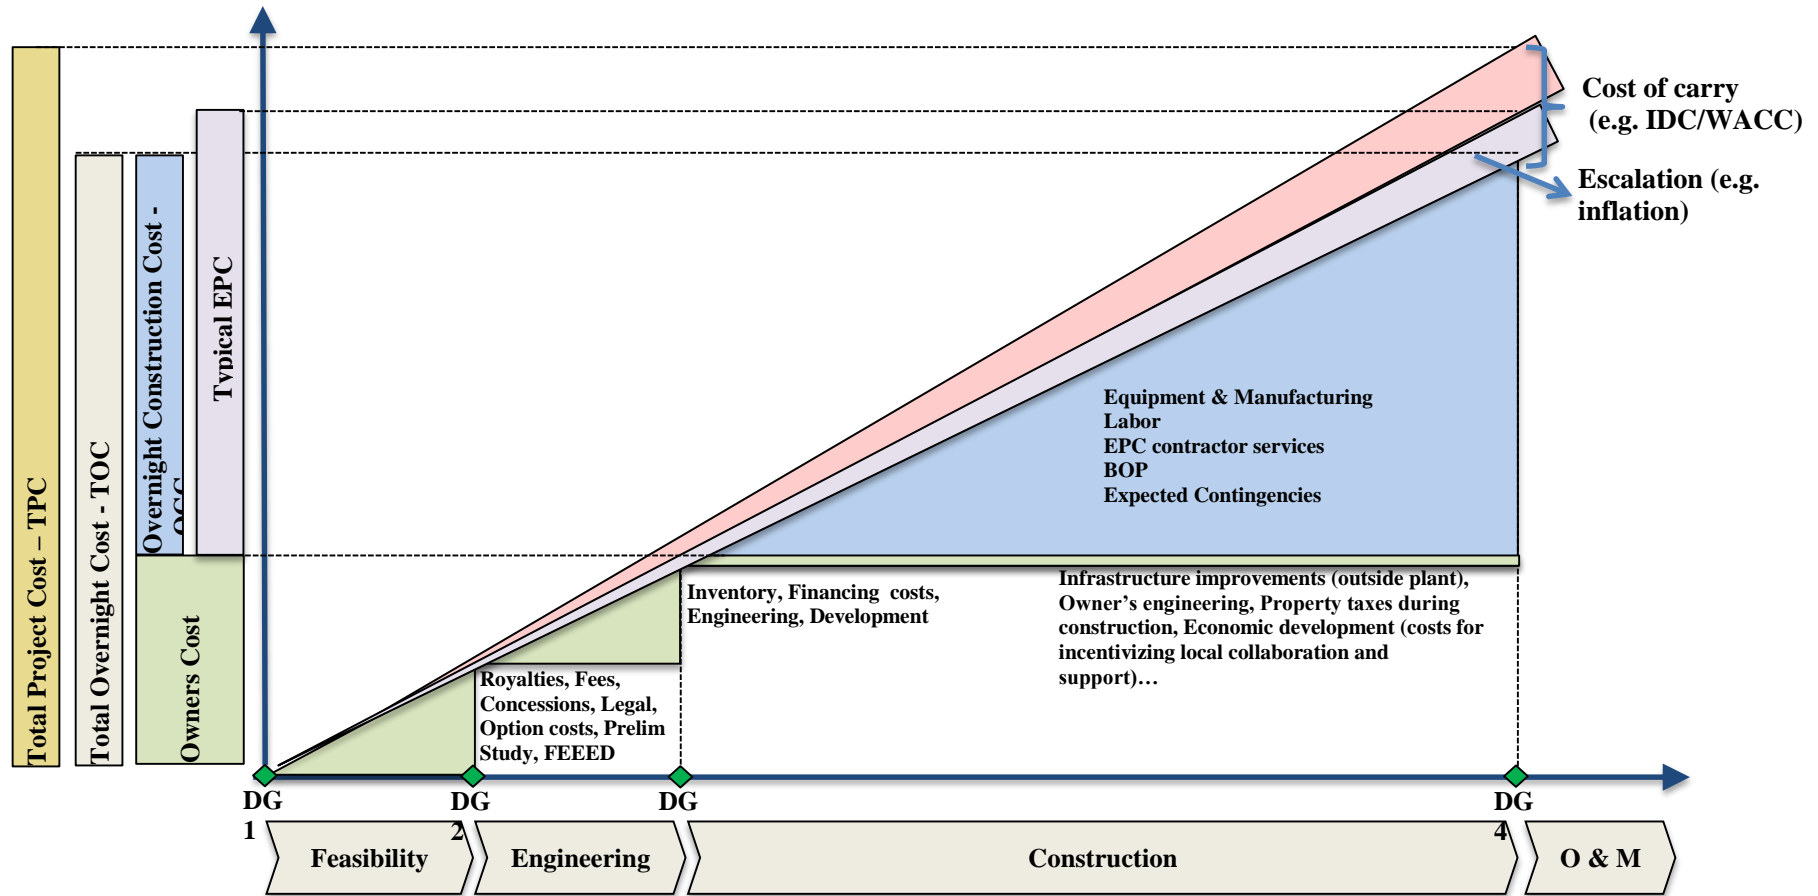 Cost of carry
(e.g. IDC/WACC)
Escalation (e.g.
inflation)
Total Project Cost – TPC
Total Overnight Cost - TOC
Overnight Construction Cost -
Typical EPC
Owners Cost
Equipment & Manufacturing
Labor
EPC contractor services
BOP
Expected Contingencies
Inventory, Financing costs,
Engineering, Development
Infrastructure improvements (outside plant),
Owner’s engineering, Property taxes during
construction, Economic development (costs for
incentivizing local collaboration and
support)…
Royalties, Fees,
Concessions, Legal,
Option costs, Prelim
Study, FEEED
DG
1
DG
2
DG
DG
4
Feasibility
Engineering
Construction
O & M